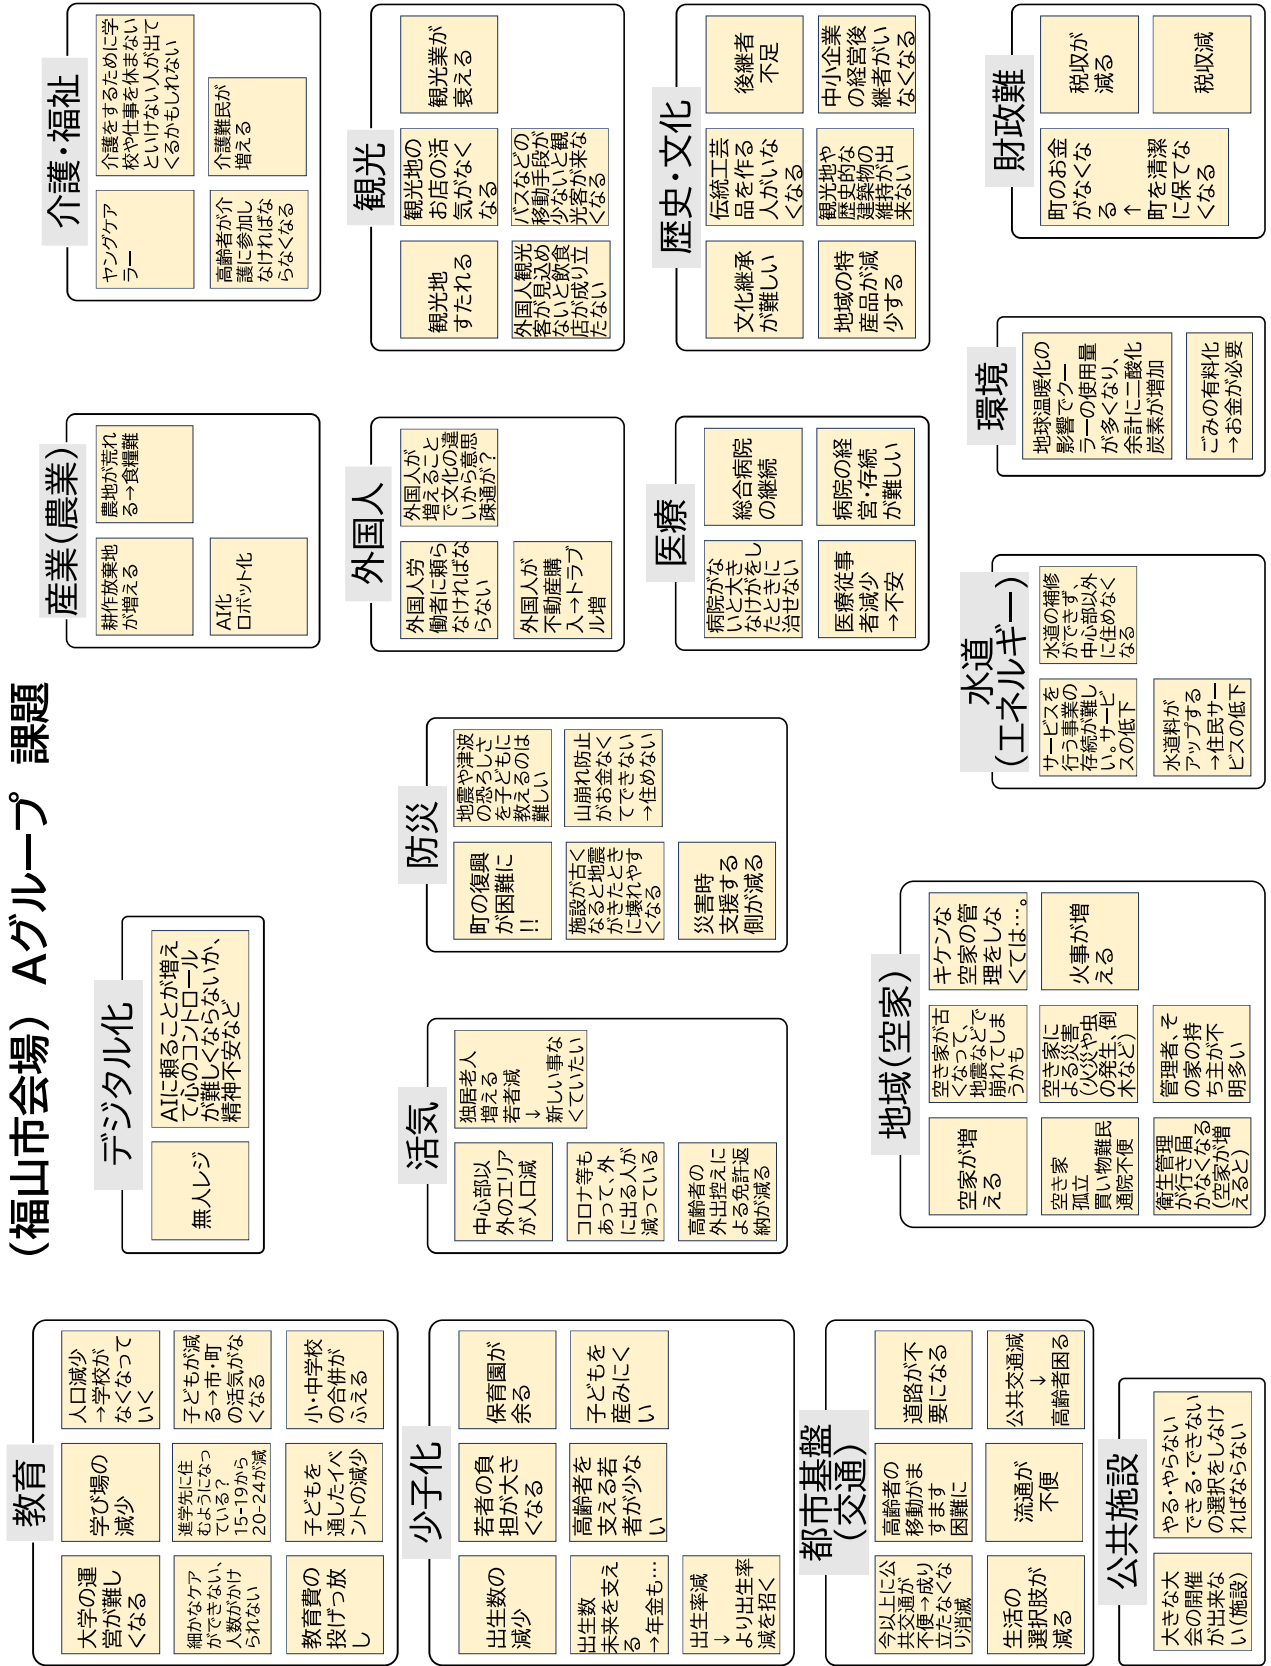 (福山市会場) Aグループ 課題
教育
大学の運
営が難し
くなる
学び場の
減少
人口減少
→学校が
なくなって
いく
細かなケア
ができない、
人数がかけ
られない
進学先に住
むようになっ
ている?
15-19から
20-24が減
子どもが減
る→市・町
の活気がな
くなる
教育費の
投げっ放
し
子どもを
通したイベ
ントの減少
小・中学校
の合併が
ふえる
デジタル化
無人レジ
AIに頼ることが増え
て心のコントロール
が難しくならないか、
精神不安など
産業(農業)
耕作放棄地
が増える
農地が荒れ
る→食糧難
AI化
ロボット化
介護・福祉
ヤングケア
ラー
介護をするために学
校や仕事を休まない
といけない人が出て
くるかもしれない
高齢者が介
護に参加し
なければな
らなくなる
介護難民が
増える
少子化
出生数の
減少
若者の負
担が大き
くなる
保育園が
余る
出生数
未来を支え
る
→年金も…
高齢者を
支える若
者が少な
い
子どもを
産みにく
い
出生率減
↓
より出生率
減を招く
活気
中心部以
外のエリア
が人口減
独居老人
増える
若者減
↓
新しい事な
くていたい
コロナ等も
あって、外
に出る人が
減っている
高齢者の
外出控えに
よる免許返
納が減る
防災
町の復興
が困難に
!!
地震や津波
の恐ろしさ
を子どもに
教えるのは
難しい
施設が古く
なると地震
がきたとき
に壊れやす
くなる
山崩れ防止
がお金なく
てできない
→住めない
災害時
支援する
側が減る
外国人
外国人労
働者に頼ら
なければな
らない
外国人が
増えること
で文化の違
いから意思
疎通が?
外国人が
不動産購
入→トラブ
ル増
観光
観光地
すたれる
観光地の
お店の活
気がなく
なる
観光業が
衰える
外国人観光
客が見込め
ないと飲食
店が成り立
たない
バスなどの
移動手段が
少ないと観
光客が来な
くなる
都市基盤
(交通)
今以上に公
共交通が
不便→成り
立たなくな
り消滅
高齢者の
移動がま
すます
困難に
道路が不
要になる
生活の
選択肢が
減る
流通が
不便
公共交通減
↓
高齢者困る
地域(空家)
空家が増
える
空き家が古
くなって、
地震などで
崩れてしま
うかも
キケンな
空家の管
理をしな
くては…。
空き家
孤立
買い物難民
通院不便
空き家に
よる災害
(火災や虫
の発生、倒
木など)
火事が増
える
衛生管理
が行き届
かなくなる
(空家が増
えると)
管理者、そ
の家の持
ち主が不
明多い
医療
病院がな
いと大き
なけがをし
たときに
治せない
総合病院
の継続
医療従事
者減少
→不安
病院の経
営・存続
が難しい
歴史・文化
文化継承
が難しい
伝統工芸
品を作る
人がいな
くなる
後継者
不足
地域の特
産品が減
少する
観光地や
歴史的な
建築物の
維持が出
来ない
中小企業
の経営後
継者がい
なくなる
公共施設
大きな大
会の開催
が出来な
い(施設)
やる・やらない
できる・できない
の選択をしなけ
ればならない
水道
(エネルギー)
サービスを
行う事業の
存続が難し
い。サービ
スの低下
水道の補修
ができず、
中心部以外
に住めなく
なる
水道料が
アップする
→住民サー
ビスの低下
環境
地球温暖化の
影響でクー
ラーの使用量
が多くなり、
余計に二酸化
炭素が増加
ごみの有料化
→お金が必要
財政難
町のお金
がなくな
る
↑
町を清潔
に保てな
くなる
税収が
減る
税収減